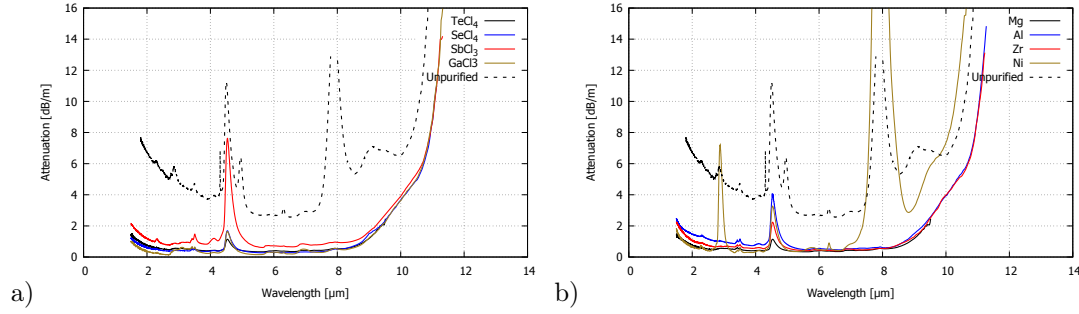 16
14
12
10
8
6
4
2
0
0 2 4 6 8 10 12 14
Attenuation [dB/m]
Wavelength [µm]
TeCl4
SeCl4
SbCl3
GaCl3
Unpurified
a)
16
14
12
10
8
6
4
2
0
0 2 4 6 8 10 12 14
Attenuation [dB/m]
Wavelength [µm]
Mg
Al
Zr
Ni
Unpurified
b)